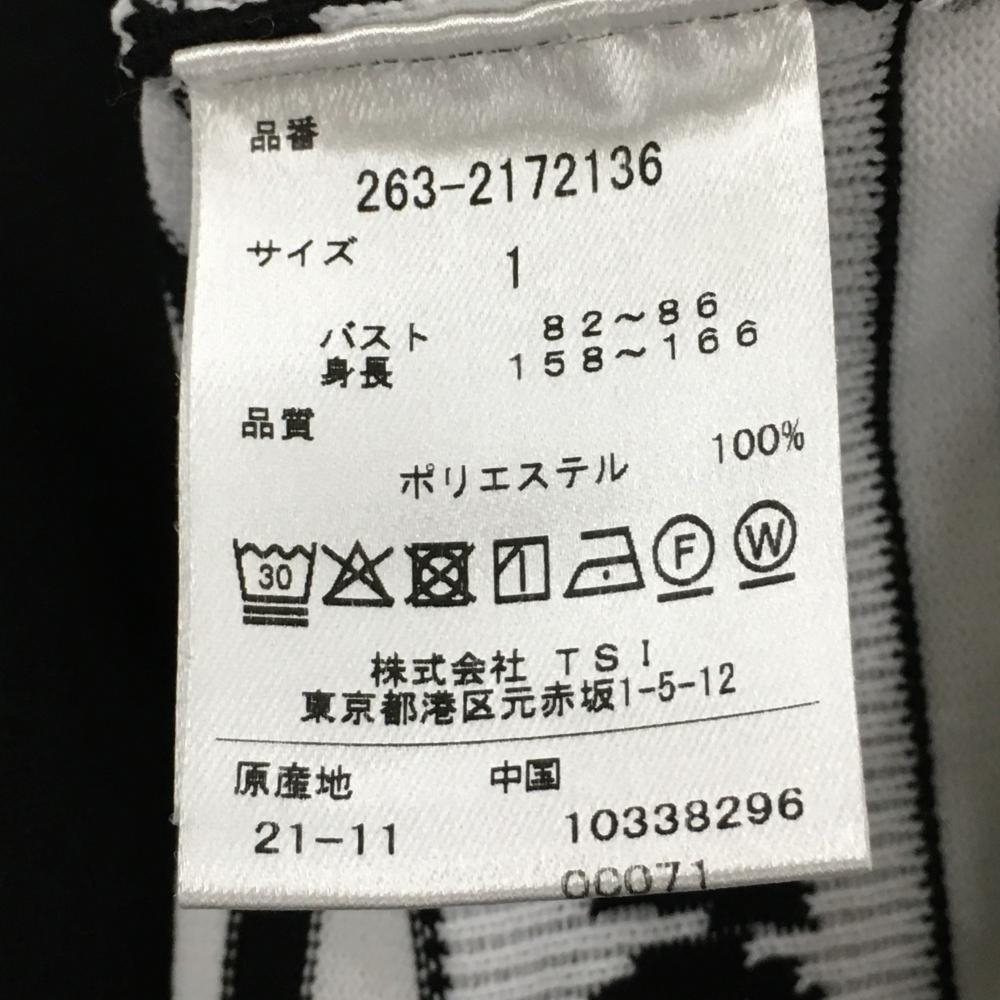 品番
263-2172136
サイズ 1
バスト 82～86
身長 158～166
品質
ポリエステル 100%
30 F W
株式会社 TSI
東京都港区元赤坂1-5-12
原産地 中国
21-11 10338296
00071